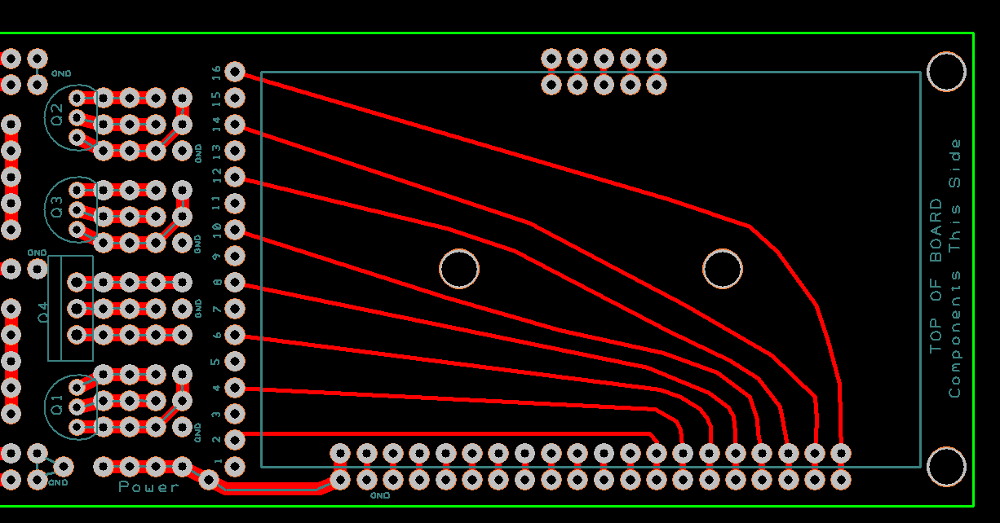 GND
Q2
GND
Q3
GND
GND
Q4
GND
Q1
GND
GND
Power
GND
16
15
14
13
12
11
10
9
8
7
6
5
4
3
2
1
TOP OF BOARD
Components This Side